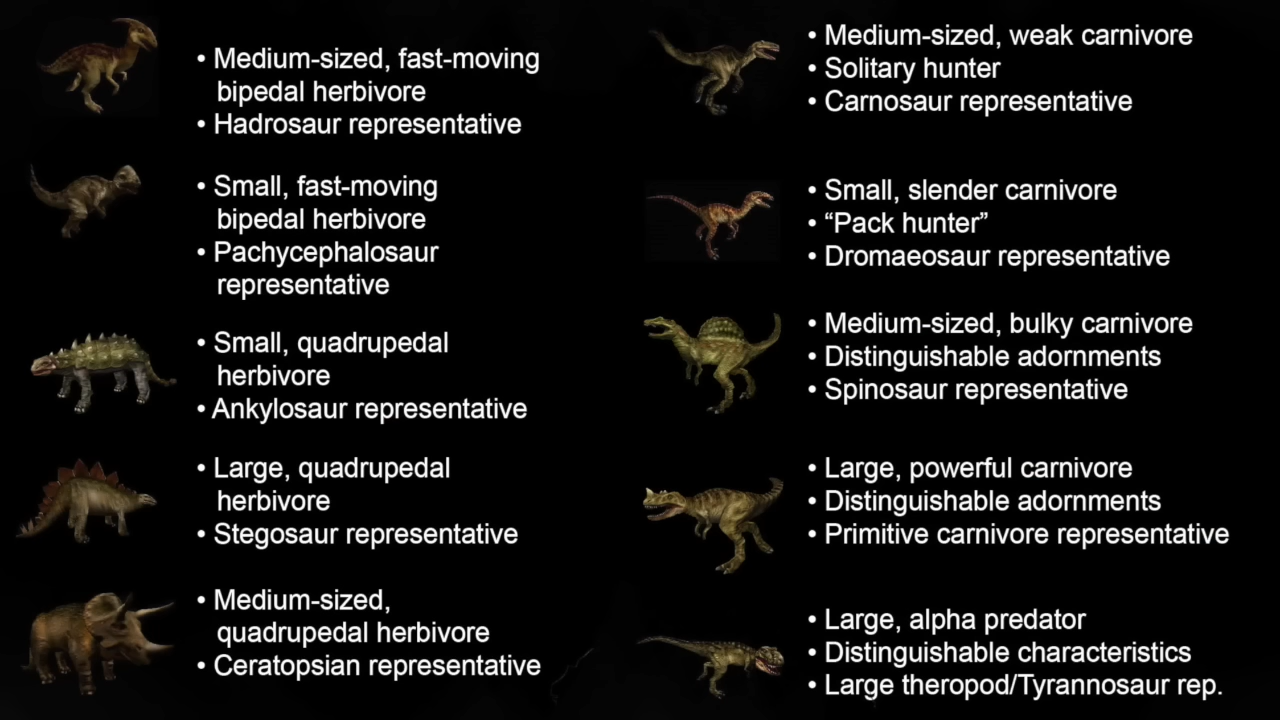 • Medium-sized, fast-moving
bipedal herbivore
• Hadrosaur representative
• Small, fast-moving
bipedal herbivore
• Pachycephalosaur
representative
• Small, quadrupedal
herbivore
• Ankylosaur representative
• Large, quadrupedal
herbivore
• Stegosaur representative
• Medium-sized,
quadrupedal herbivore
• Ceratopsian representative
• Medium-sized, weak carnivore
• Solitary hunter
• Carnosaur representative
• Small, slender carnivore
• “Pack hunter”
• Dromaeosaur representative
• Medium-sized, bulky carnivore
• Distinguishable adornments
• Spinosaur representative
• Large, powerful carnivore
• Distinguishable adornments
• Primitive carnivore representative
• Large, alpha predator
• Distinguishable characteristics
• Large theropod/Tyrannosaur rep.